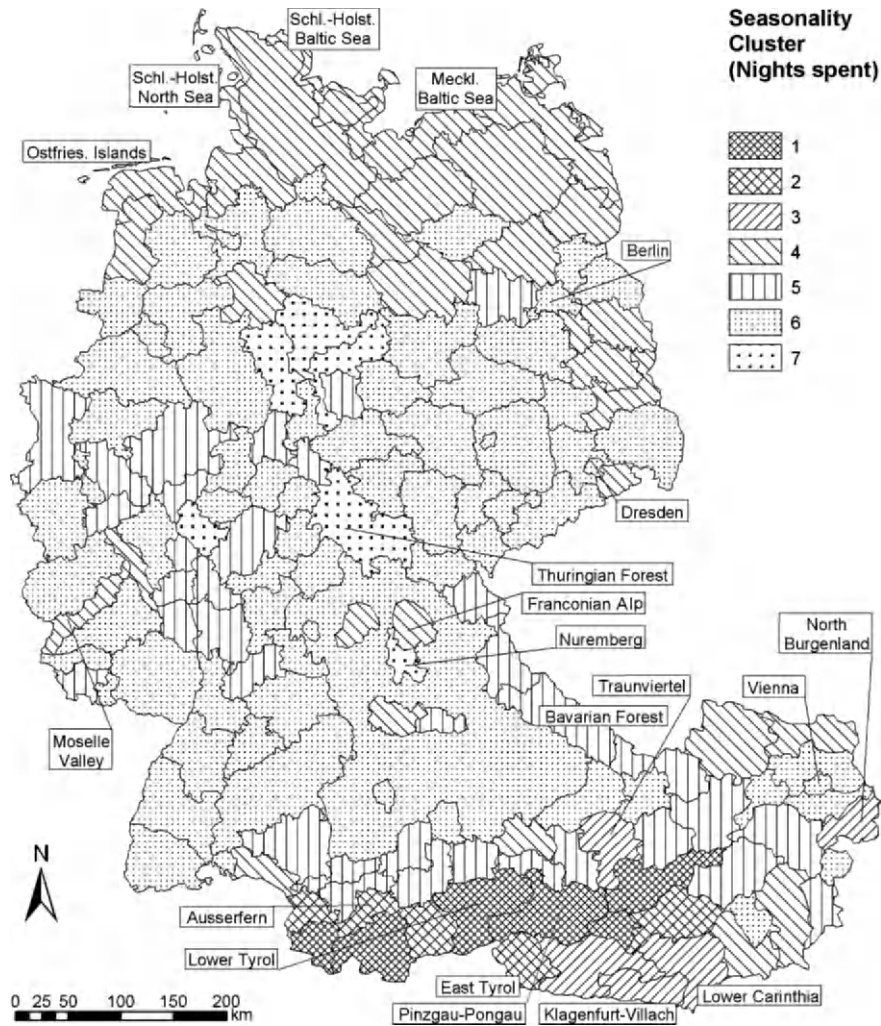 Seasonality
Cluster
(Nights spent)
1
2
3
4
5
6
7
Schl.-Holst.
Baltic Sea
Schl.-Holst.
North Sea
Meckl.
Baltic Sea
Ostfries. Islands
Berlin
Dresden
Thuringian Forest
Franconian Alp
Nuremberg
North
Burgenland
Traunviertel
Vienna
Bavarian Forest
Moselle
Valley
N
Ausserfern
Lower Tyrol
East Tyrol
Pinzgau-Pongau
Klagenfurt-Villach
Lower Carinthia
0 25 50 100 150 200
km